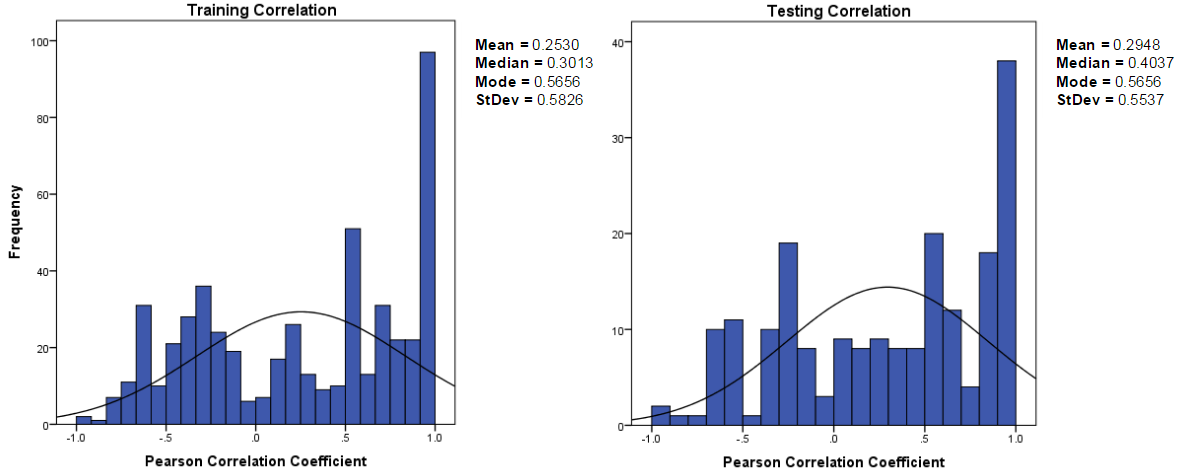 Training Correlation
Mean = 0.2530
Median = 0.3013
Mode = 0.5656
StDev = 0.5826
100
80
60
40
20
0
Frequency
-1.0 -.5 .0 .5 1.0
Pearson Correlation Coefficient
Testing Correlation
Mean = 0.2948
Median = 0.4037
Mode = 0.5656
StDev = 0.5537
40
30
20
10
0
-1.0 -.5 .0 .5 1.0
Pearson Correlation Coefficient